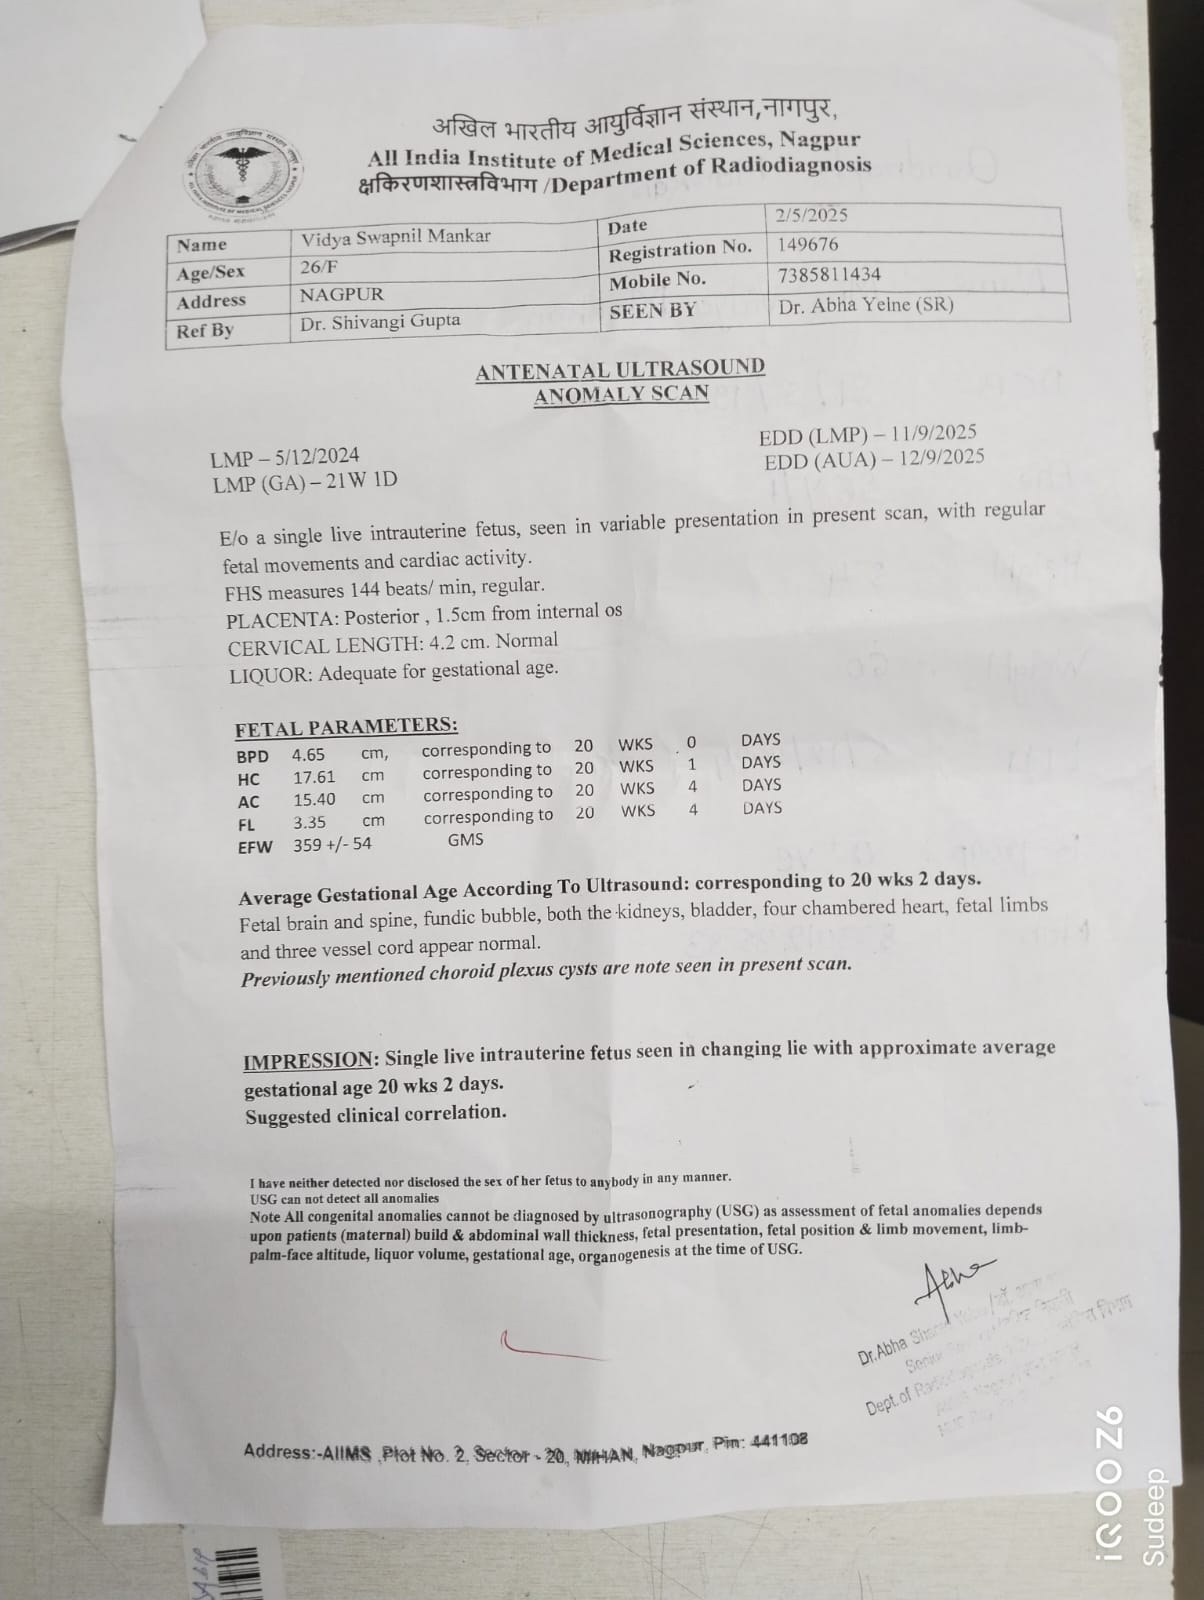 अखिल भारतीय आयुर्विज्ञान संस्थान,नागपुर,
All India Institute of Medical Sciences, Nagpur
क्षकिरणशास्त्रविभाग /Department of Radiodiagnosis
Name Vidya Swapnil Mankar Date 2/5/2025
Age/Sex 26/F Registration No. 149676
Address NAGPUR Mobile No. 7385811434
Ref By Dr. Shivangi Gupta SEEN BY Dr. Abha Yelne (SR)
ANTENATAL ULTRASOUND
ANOMALY SCAN
LMP – 5/12/2024 EDD (LMP) – 11/9/2025
LMP (GA) – 21W 1D EDD (AUA) – 12/9/2025
E/o a single live intrauterine fetus, seen in variable presentation in present scan, with regular
fetal movements and cardiac activity.
FHS measures 144 beats/ min, regular.
PLACENTA: Posterior , 1.5cm from internal os
CERVICAL LENGTH: 4.2 cm. Normal
LIQUOR: Adequate for gestational age.
FETAL PARAMETERS:
BPD 4.65 cm, corresponding to 20 WKS 0 DAYS
HC 17.61 cm corresponding to 20 WKS 1 DAYS
AC 15.40 cm corresponding to 20 WKS 4 DAYS
FL 3.35 cm corresponding to 20 WKS 4 DAYS
EFW 359 +/- 54 GMS
Average Gestational Age According To Ultrasound: corresponding to 20 wks 2 days.
Fetal brain and spine, fundic bubble, both the kidneys, bladder, four chambered heart, fetal limbs
and three vessel cord appear normal.
Previously mentioned choroid plexus cysts are note seen in present scan.
IMPRESSION: Single live intrauterine fetus seen in changing lie with approximate average
gestational age 20 wks 2 days.
Suggested clinical correlation.
I have neither detected nor disclosed the sex of her fetus to anybody in any manner.
USG can not detect all anomalies
Note All congenital anomalies cannot be diagnosed by ultrasonography (USG) as assessment of fetal anomalies depends
upon patients (maternal) build & abdominal wall thickness, fetal presentation, fetal position & limb movement, limb-
palm-face altitude, liquor volume, gestational age, organogenesis at the time of USG.
Abha
Dr.Abha
Dept. of
Address:-AIIMS ,Plot No. 2, Sector - 20, MIHAN, Nagpur, Pin: 441108
iQOO Z6
Sudeep